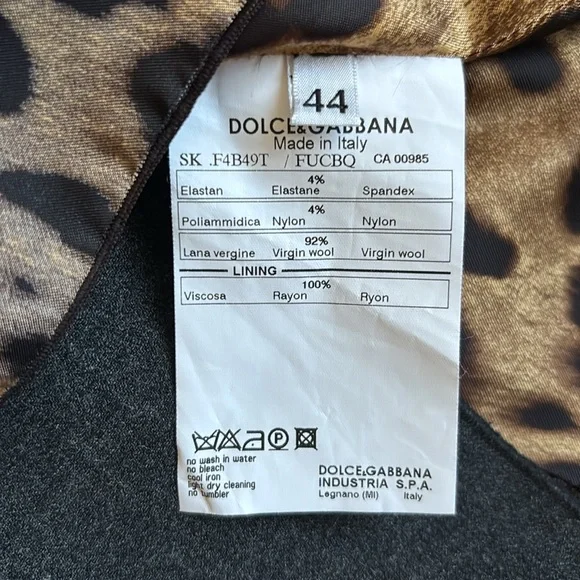 44
DOLCE&GABBANA
Made in Italy
SK .F4B49T / FUCBQ CA 00985
4%
Elastan Elastane Spandex
4%
Poliammidica Nylon Nylon
92%
Lana vergine Virgin wool Virgin wool
LINING
100%
Viscosa Rayon Ryon
P
no wash in water
no bleach
cool iron
light dry cleaning
no tumbler
DOLCE&GABBANA
INDUSTRIA S.P.A.
Legnano (MI) Italy